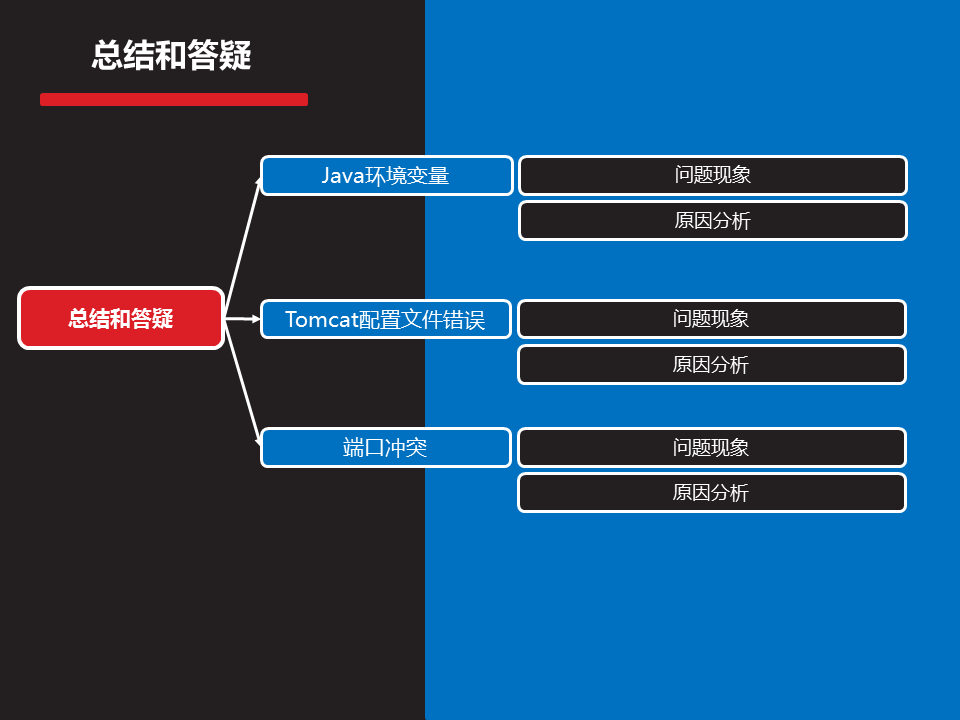 总结和答疑
Java环境变量
问题现象
原因分析
总结和答疑
Tomcat配置文件错误
问题现象
原因分析
端口冲突
问题现象
原因分析